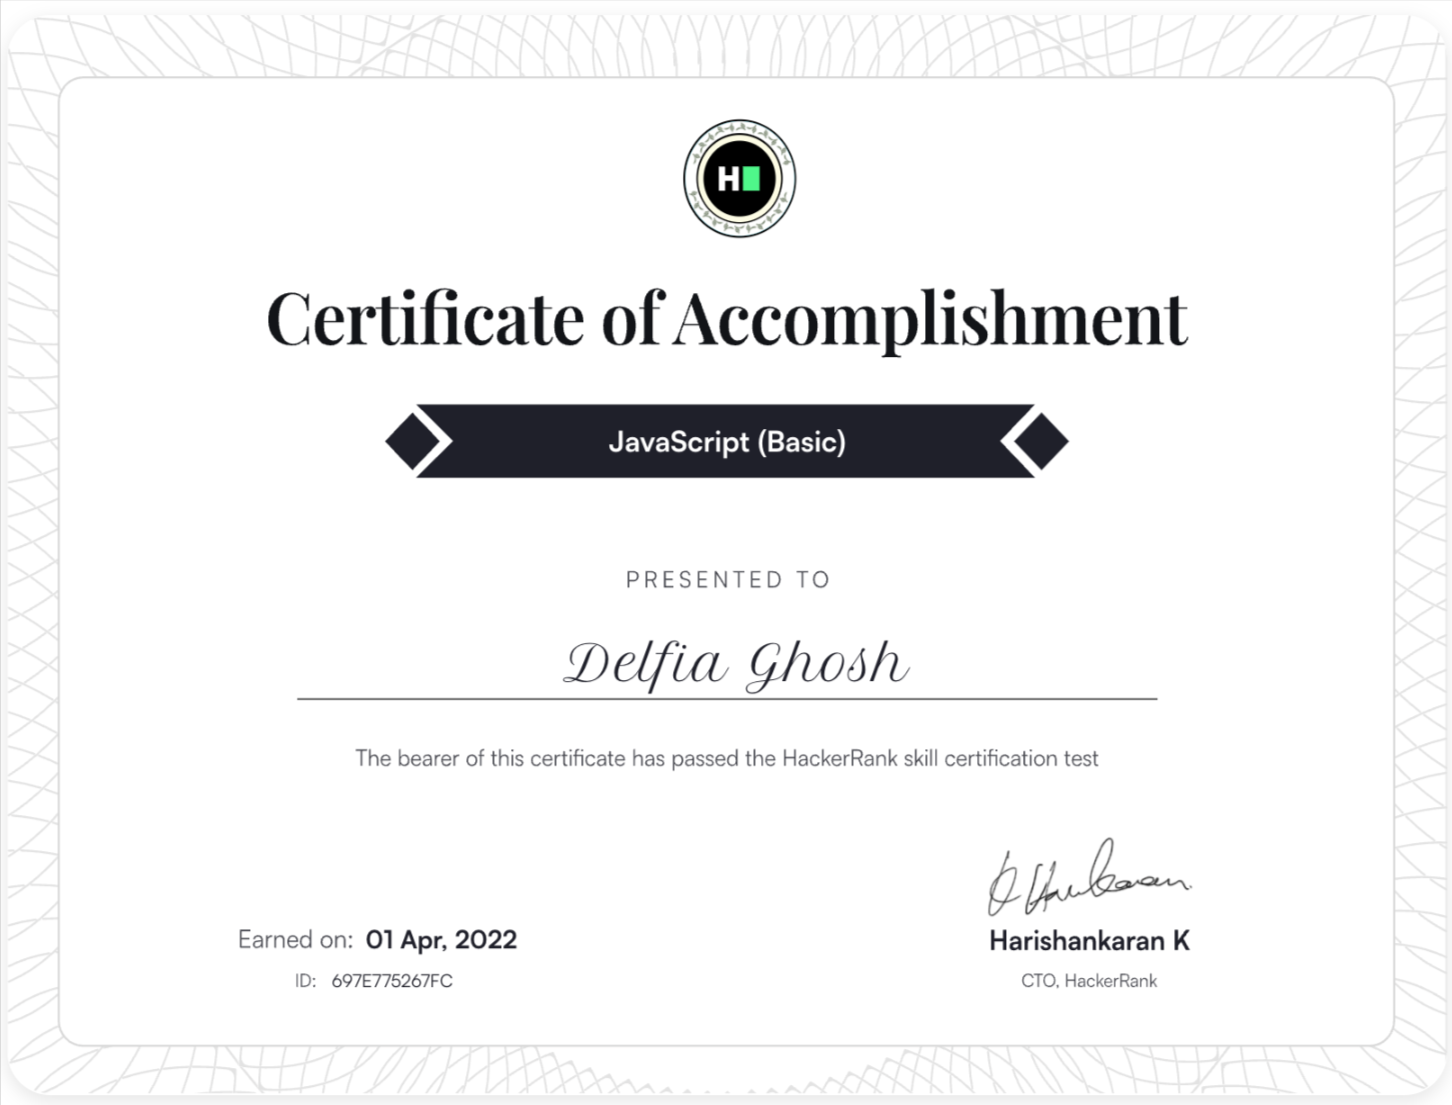 H
Certificate of Accomplishment
JavaScript (Basic)
PRESENTED TO
Delfia Ghosh
The bearer of this certificate has passed the HackerRank skill certification test
Earned on: 01 Apr, 2022
ID: 697E775267FC
Harishankaran K
CTO, HackerRank